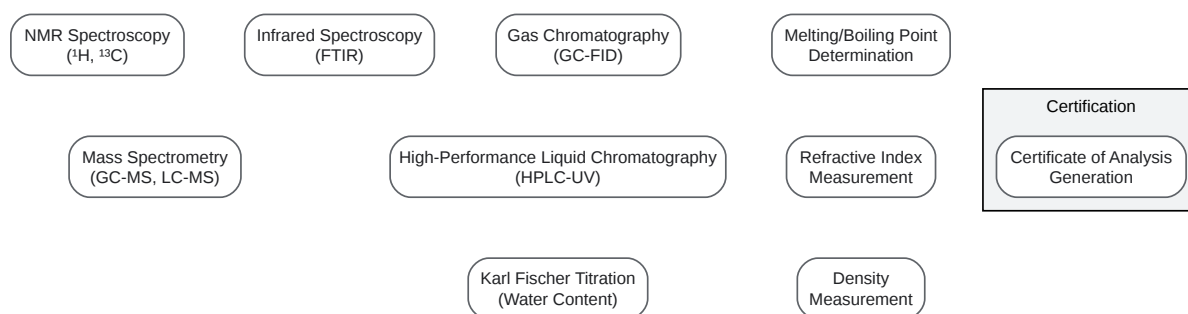 NMR Spectroscopy
(¹H, ¹³C)
Infrared Spectroscopy
(FTIR)
Gas Chromatography
(GC-FID)
Melting/Boiling Point
Determination
Certification
Mass Spectrometry
(GC-MS, LC-MS)
High-Performance Liquid Chromatography
(HPLC-UV)
Refractive Index
Measurement
Certificate of Analysis
Generation
Karl Fischer Titration
(Water Content)
Density
Measurement